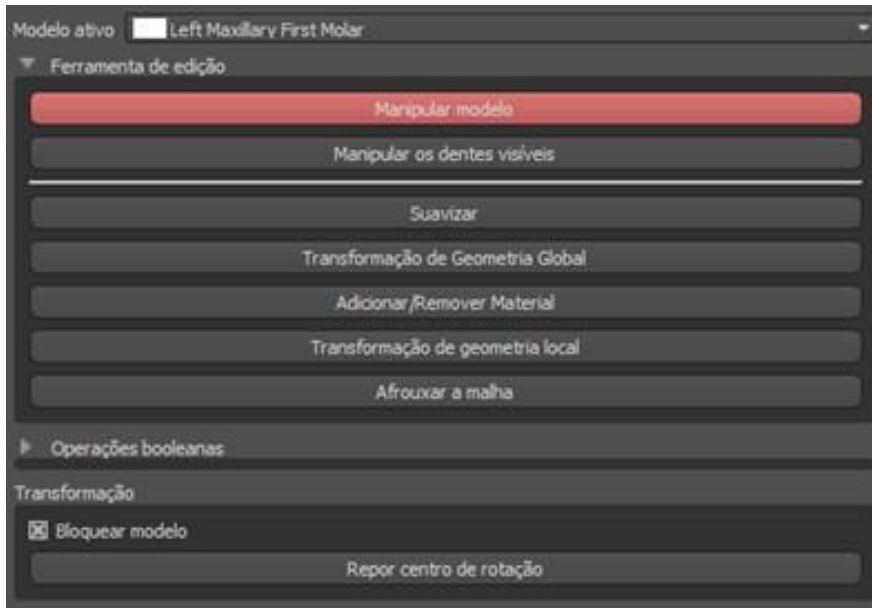 Modelo ativo Left Maxillary First Molar
Ferramenta de edição
Manipular modelo
Manipular os dentes visíveis
Suavizar
Transformação de Geometria Global
Adicionar/Remover Material
Transformação de geometria local
Afrouxar a malha
Operações booleanas
Transformação
Bloquear modelo
Repor centro de rotação